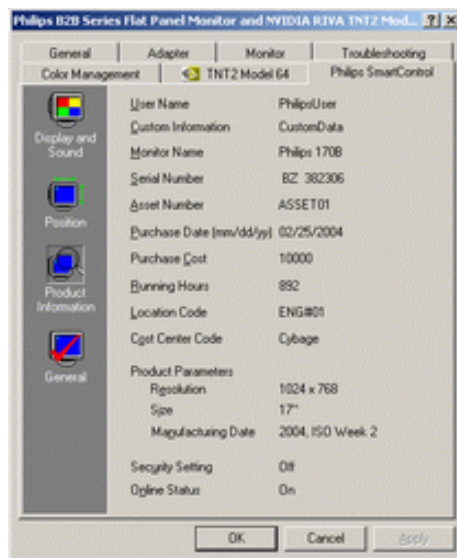 Philips B2B Series Flat Panel Monitor and NVIDIA RIVA TNT2 Mod...
General Adapter Monitor Troubleshooting
Color Management TNT2 Model 64 Philips SmartControl
Display and
Sound
Position
Product
Information
General
User Name PhilipsUser
Custom Information CustomData
Monitor Name Philips 170B
Serial Number BZ 382306
Asset Number ASSET01
Purchase Date (mm/dd/yy) 02/25/2004
Purchase Cost 10000
Running Hours 892
Location Code ENG#01
Cost Center Code Cybage
Product Parameters
Resolution 1024 x 768
Size 17"
Manufacturing Date 2004, ISO Week 2
Security Setting Off
Online Status On
OK Cancel Apply